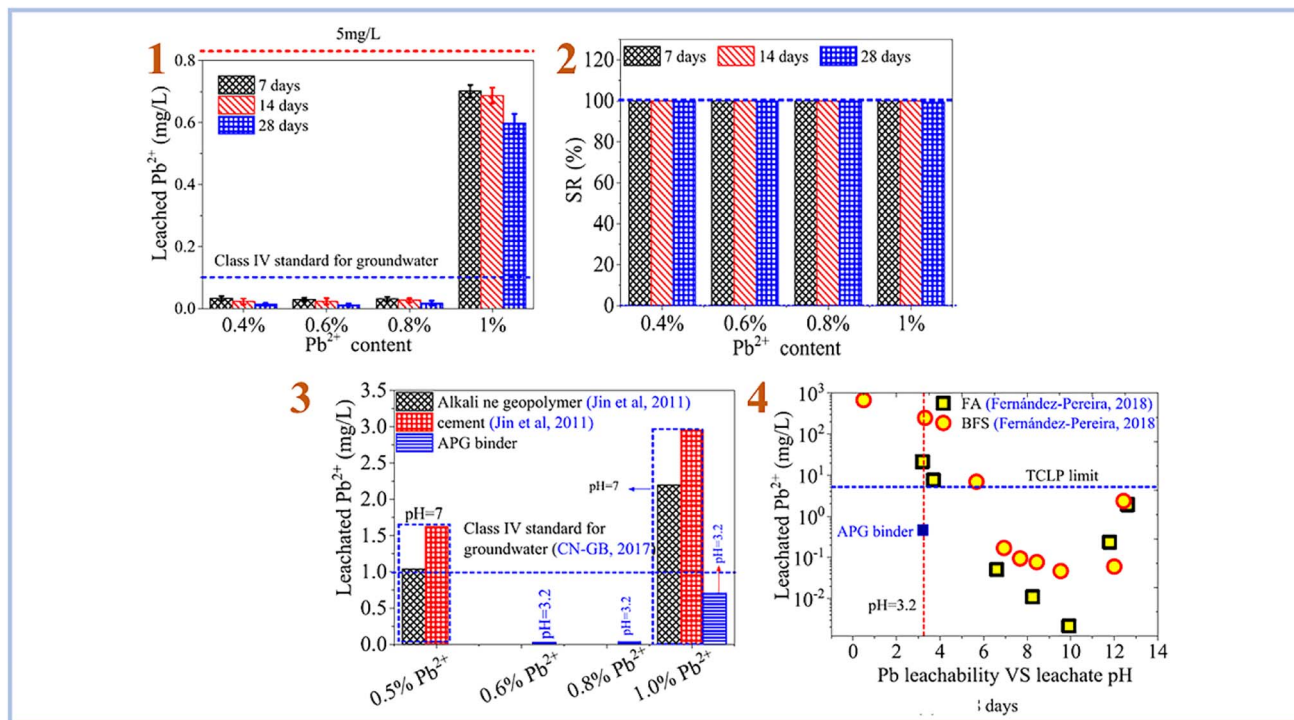 1
5mg/L
0.8
0.6
0.4
0.2
0.0
Leached Pb²⁺ (mg/L)
7 days
14 days
28 days
Class IV standard for groundwater
0.4% 0.6% 0.8% 1%
Pb²⁺ content
2
7 days 14 days 28 days
120
100
80
60
40
20
0
SR (%)
0.4% 0.6% 0.8% 1%
Pb²⁺ content
3
3.5
3.0
2.5
2.0
1.5
1.0
0.5
0.0
Leachated Pb²⁺ (mg/L)
Alkali ne geopolymer (Jin et al, 2011)
cement (Jin et al, 2011)
APG binder
pH=7
pH=7
Class IV standard for
groundwater (CN-GB, 2017)
pH=3.2
pH=3.2
pH=3.2
0.5% Pb²⁺
0.6% Pb²⁺
0.8% Pb²⁺
1.0% Pb²⁺
4
10³
10²
10¹
10⁰
10⁻¹
10⁻²
Leachated Pb²⁺ (mg/L)
FA (Fernández-Pereira, 2018)
BFS (Fernández-Pereira, 2018
TCLP limit
APG binder
pH=3.2
0 2 4 6 8 10 12 14
Pb leachability VS leachate pH
days